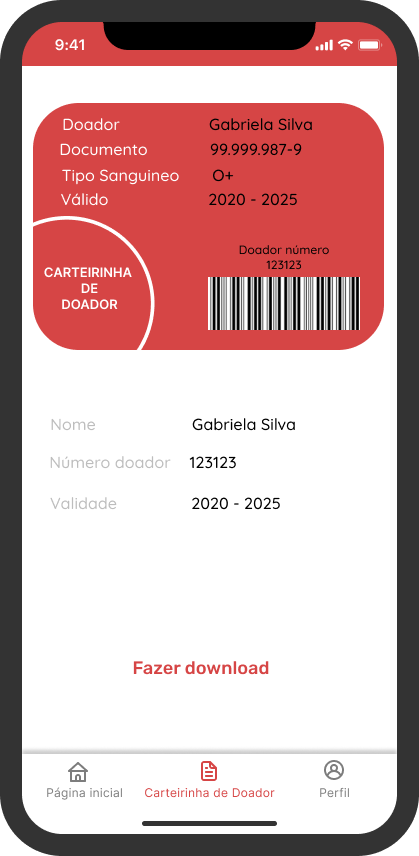 9:41
Doador Gabriela Silva
Documento 99.999.987-9
Tipo Sanguineo O+
Válido 2020 - 2025
CARTEIRINHA
DE
DOADOR
Doador número
123123
Nome Gabriela Silva
Número doador 123123
Validade 2020 - 2025
Fazer download
Página inicial Carteirinha de Doador Perfil